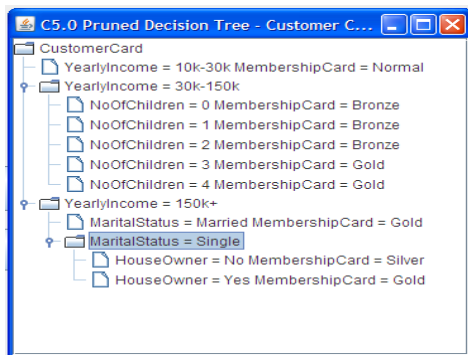 C5.0 Pruned Decision Tree - Customer C...
CustomerCard
YearlyIncome = 10k-30k MembershipCard = Normal
YearlyIncome = 30k-150k
NoOfChildren = 0 MembershipCard = Bronze
NoOfChildren = 1 MembershipCard = Bronze
NoOfChildren = 2 MembershipCard = Bronze
NoOfChildren = 3 MembershipCard = Gold
NoOfChildren = 4 MembershipCard = Gold
YearlyIncome = 150k+
MaritalStatus = Married MembershipCard = Gold
MaritalStatus = Single
HouseOwner = No MembershipCard = Silver
HouseOwner = Yes MembershipCard = Gold